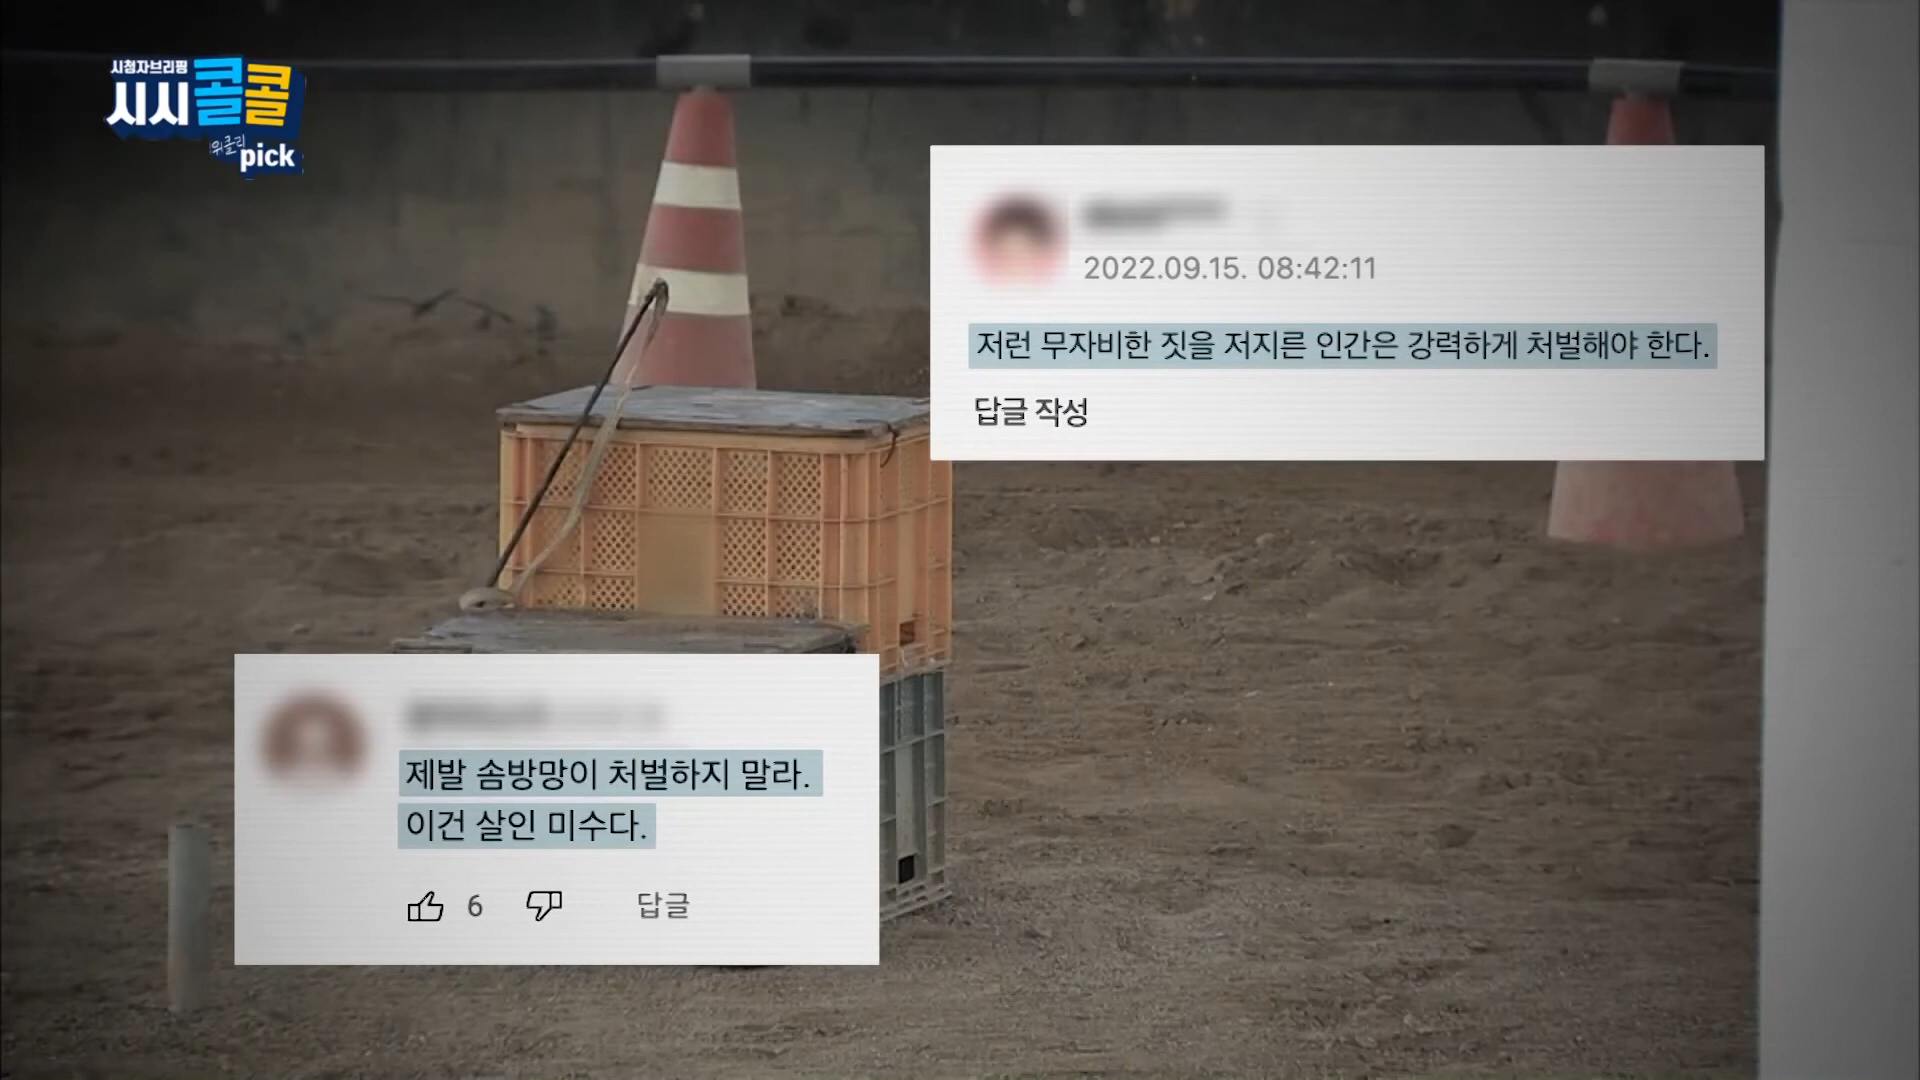 시청자브리핑
시시콜콜
위클리
pick
2022.09.15. 08:42:11
저런 무자비한 짓을 저지른 인간은 강력하게 처벌해야 한다.
답글 작성
제발 솜방망이 처벌하지 말라.
이건 살인 미수다.
6
답글